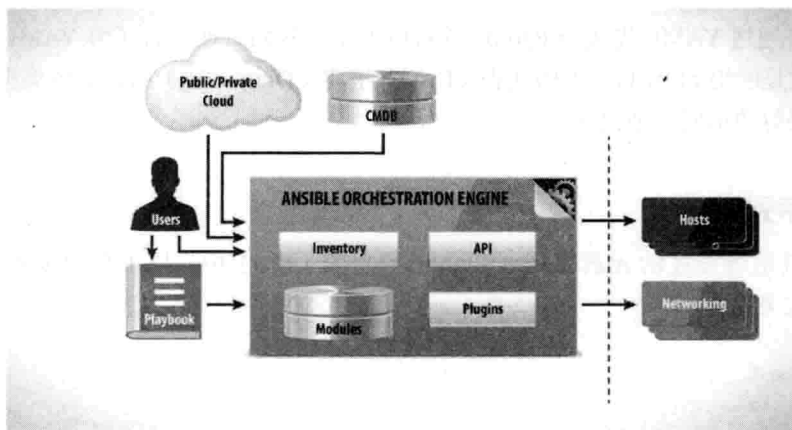 Public/Private
Cloud
CMDB
ANSIBLE ORCHESTRATION ENGINE
Users
Inventory
API
Hosts
Playbook
Modules
Plugins
Networking